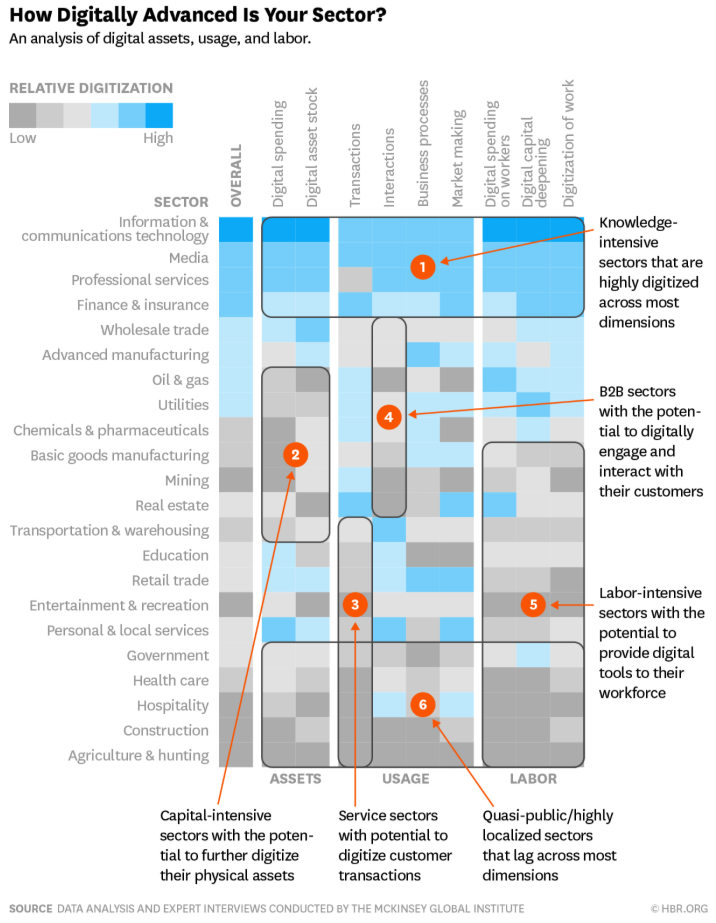 How Digitally Advanced Is Your Sector?
An analysis of digital assets, usage, and labor.
RELATIVE DIGITIZATION
Low
High
SECTOR
OVERALL
Digital spending
Digital asset stock
Transactions
Interactions
Business processes
Market making
Digital spending
on workers
Digital capital
deepening
Digitization of work
Information &
communications technology
Media
Professional services
Finance & insurance
Wholesale trade
Advanced manufacturing
Oil & gas
Utilities
Chemicals & pharmaceuticals
Basic goods manufacturing
Mining
Real estate
Transportation & warehousing
Education
Retail trade
Entertainment & recreation
Personal & local services
Government
Health care
Hospitality
Construction
Agriculture & hunting
1
2
3
4
5
6
Knowledge-
intensive
sectors that are
highly digitized
across most
dimensions
B2B sectors
with the poten-
tial to digitally
engage and
interact with
their customers
Labor-intensive
sectors with the
potential to
provide digital
tools to their
workforce
ASSETS
USAGE
LABOR
Capital-intensive
sectors with the poten-
tial to further digitize
their physical assets
Service sectors
with potential to
digitize customer
transactions
Quasi-public/highly
localized sectors
that lag across most
dimensions
SOURCE DATA ANALYSIS AND EXPERT INTERVIEWS CONDUCTED BY THE MCKINSEY GLOBAL INSTITUTE
© HBR.ORG